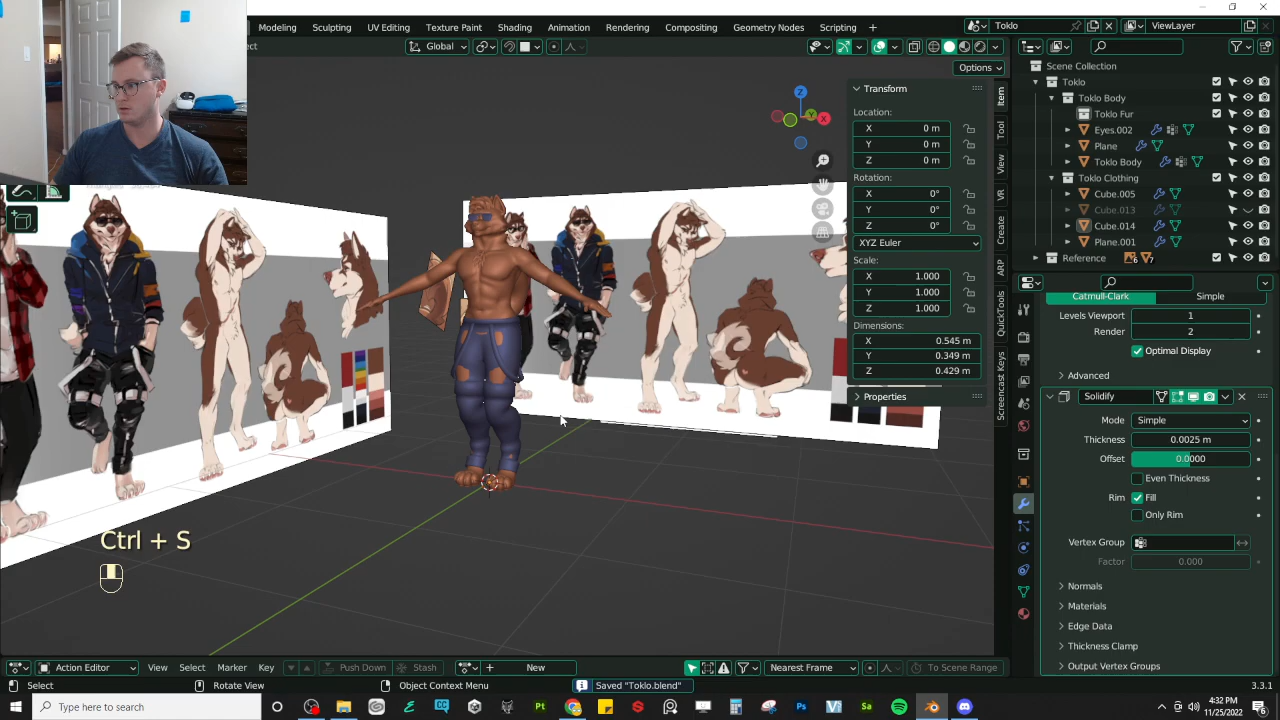 Modeling Sculpting UV Editing Texture Paint Shading Animation Rendering Compositing Geometry Nodes Scripting +
Toklo
ViewLayer
Global
Options
Transform
Location:
X 0 m
Y 0 m
Z 0 m
Rotation:
X 0°
Y 0°
Z 0°
XYZ Euler
Scale:
X 1.000
Y 1.000
Z 1.000
Dimensions:
X 0.545 m
Y 0.349 m
Z 0.429 m
Properties
Item
Tool
View
VR
Create
ARP
QuickTools
Screencast Keys
Z
Y
X
Scene Collection
Toklo
Toklo Body
Toklo Fur
Eyes.002
Plane
Toklo Body
Toklo Clothing
Cube.005
Cube.013
Cube.014
Plane.001
Reference
6
7
Catmull-Clark Simple
Levels Viewport 1
Render 2
Optimal Display
Advanced
Solidify
Mode Simple
Thickness 0.0025 m
Offset 0.0000
Even Thickness
Rim Fill
Only Rim
Vertex Group
Factor 0.000
Normals
Materials
Edge Data
Thickness Clamp
Output Vertex Groups
Ctrl + S
Action Editor View Select Marker Key Push Down Stash + New Nearest Frame To Scene Range
Select Rotate View Object Context Menu Saved "Toklo.blend" 3.3.1
Type here to search
4:32 PM
11/25/2022